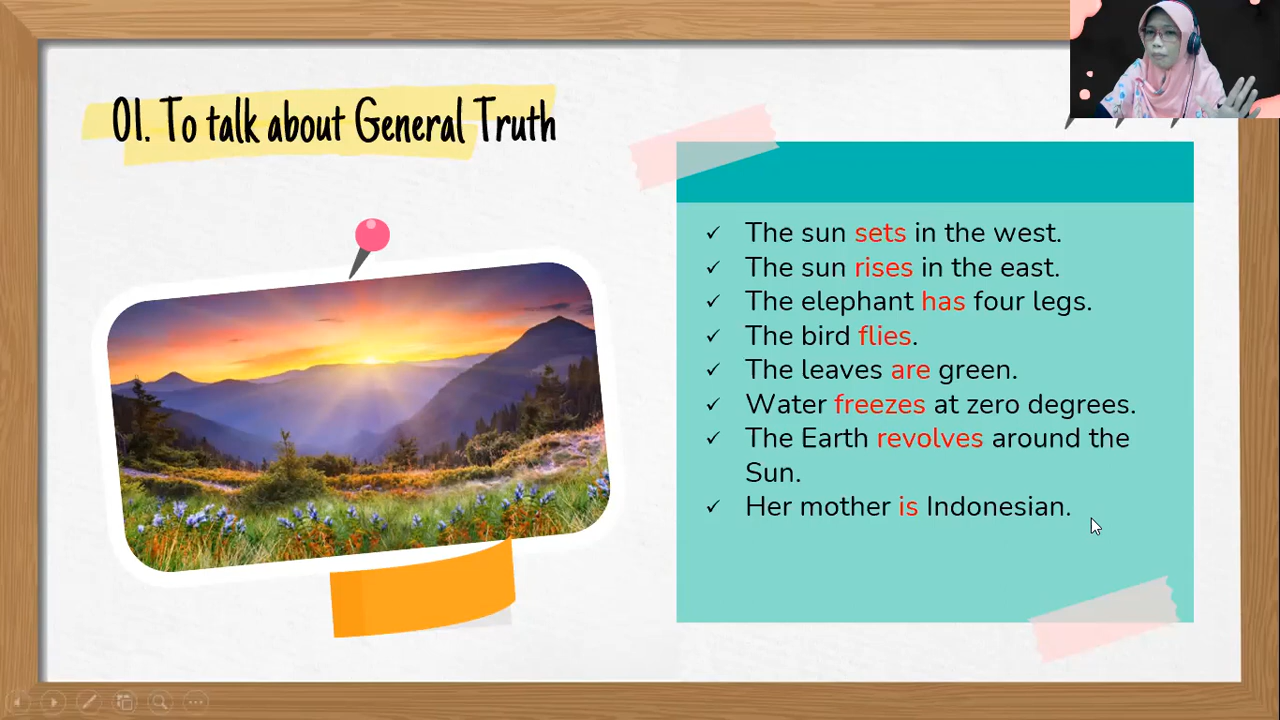 01. To talk about General Truth
✓ The sun sets in the west.
✓ The sun rises in the east.
✓ The elephant has four legs.
✓ The bird flies.
✓ The leaves are green.
✓ Water freezes at zero degrees.
✓ The Earth revolves around the
Sun.
✓ Her mother is Indonesian.